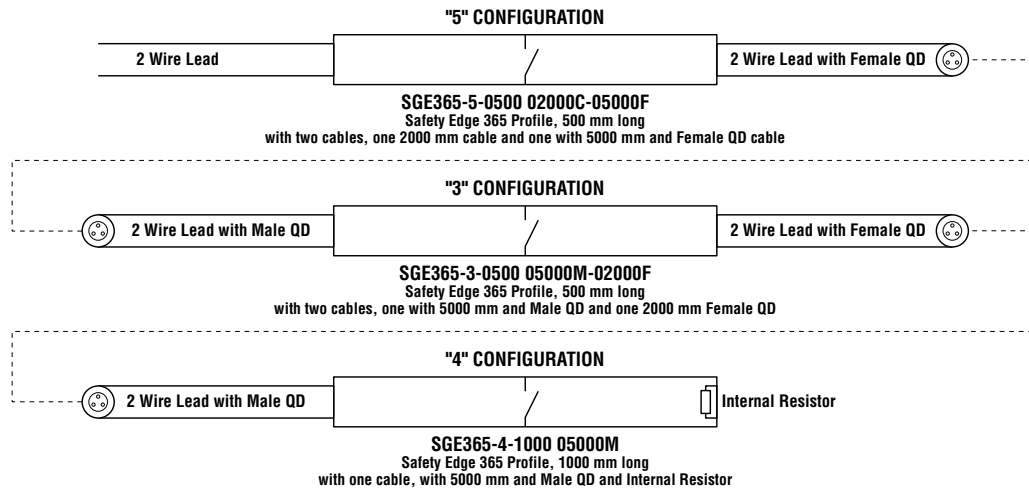 "5" CONFIGURATION
2 Wire Lead
2 Wire Lead with Female QD
SGE365-5-0500 02000C-05000F
Safety Edge 365 Profile, 500 mm long
with two cables, one 2000 mm cable and one with 5000 mm and Female QD cable
"3" CONFIGURATION
2 Wire Lead with Male QD
2 Wire Lead with Female QD
SGE365-3-0500 05000M-02000F
Safety Edge 365 Profile, 500 mm long
with two cables, one with 5000 mm and Male QD and one 2000 mm Female QD
"4" CONFIGURATION
2 Wire Lead with Male QD
Internal Resistor
SGE365-4-1000 05000M
Safety Edge 365 Profile, 1000 mm long
with one cable, with 5000 mm and Male QD and Internal Resistor